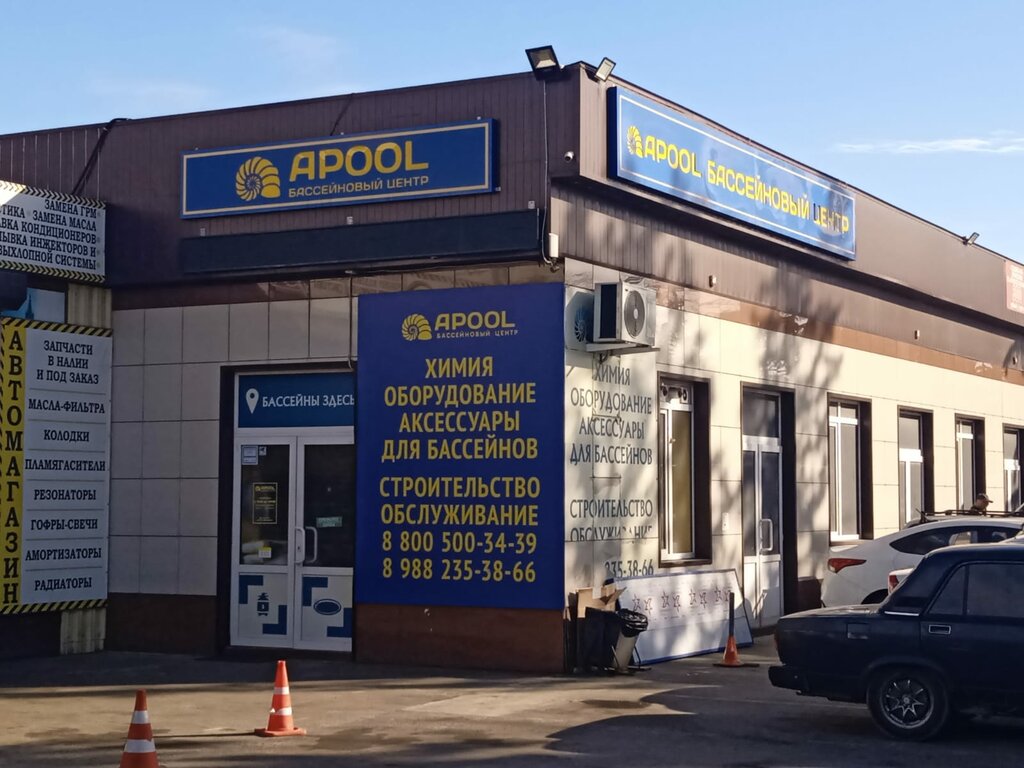 APOOL
БАССЕЙНОВЫЙ ЦЕНТР
APOOL БАССЕЙНОВЫЙ ЦЕНТР
ЗАМЕНА ГРМ
ЗАМЕНА МАСЛА
КОНДИЦИОНЕРОВ
ИНЖЕКТОРОВ И
ВЫХЛОПНОЙ СИСТЕМЫ
АВТОМАГАЗИН
ЗАПЧАСТИ
В НАЛИИ
И ПОД ЗАКАЗ
МАСЛА-ФИЛЬТРА
КОЛОДКИ
ПЛАМЯГАСИТЕЛИ
РЕЗОНАТОРЫ
ГОФРЫ-СВЕЧИ
АМОРТИЗАТОРЫ
РАДИАТОРЫ
БАССЕЙНЫ ЗДЕСЬ
APOOL
APOOL
БАССЕЙНОВЫЙ ЦЕНТР
ХИМИЯ
ОБОРУДОВАНИЕ
АКСЕССУАРЫ
ДЛЯ БАССЕЙНОВ
СТРОИТЕЛЬСТВО
ОБСЛУЖИВАНИЕ
8 800 500-34-39
8 988 235-38-66
ХИМИЯ
ОБОРУДОВАНИЕ
АКСЕССУАРЫ
ДЛЯ БАССЕЙНОВ
СТРОИТЕЛЬСТВО
ОБСЛУЖИВАНИЕ
235-38-66